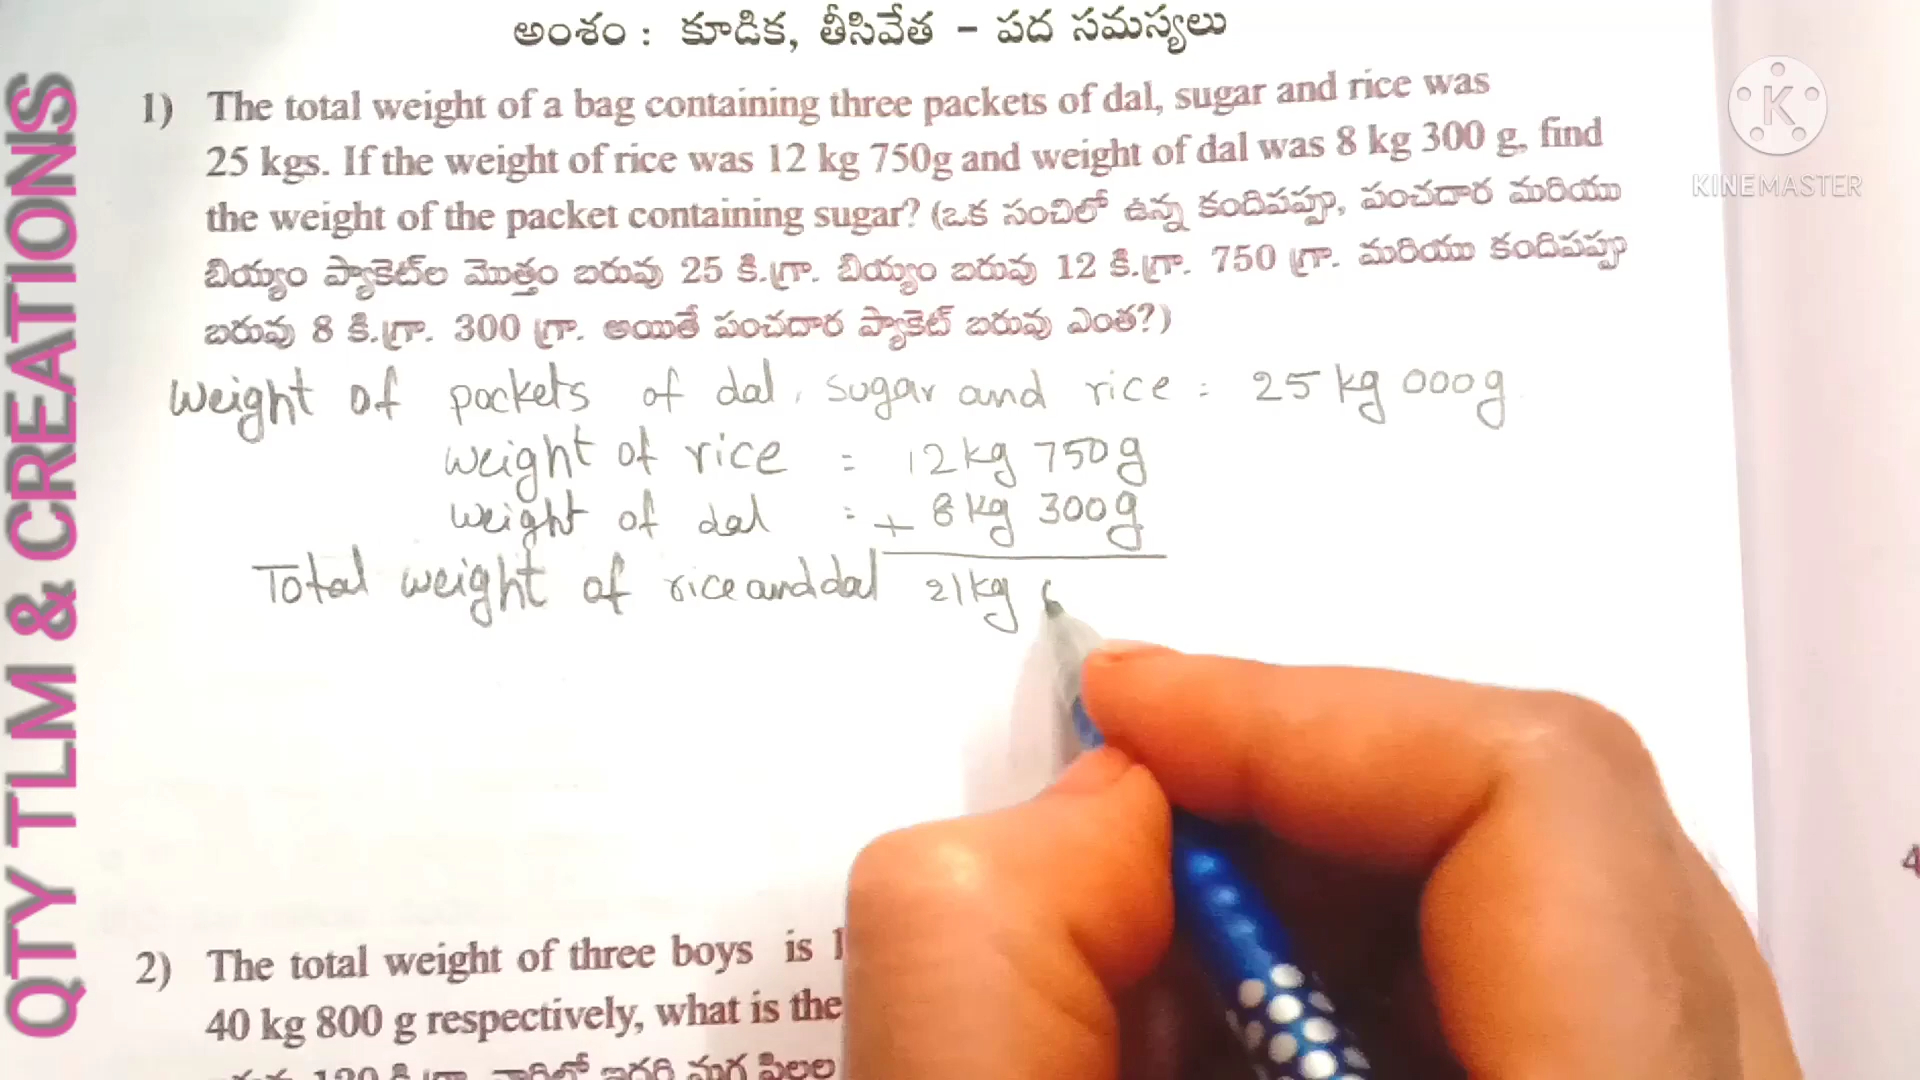 అంశం : కూడిక, తీసివేత – పద సమస్యలు
1) The total weight of a bag containing three packets of dal, sugar and rice was
25 kgs. If the weight of rice was 12 kg 750g and weight of dal was 8 kg 300 g, find
the weight of the packet containing sugar? (ఒక సంచిలో ఉన్న కందిపప్పు, పంచదార మరియు
బియ్యం ప్యాకెట్‌ల మొత్తం బరువు 25 కి.గ్రా. బియ్యం బరువు 12 కి.గ్రా. 750 గ్రా. మరియు కందిపప్పు
బరువు 8 కి.గ్రా. 300 గ్రా. అయితే పంచదార ప్యాకెట్ బరువు ఎంత?)
Weight of packets of dal, sugar and rice = 25 kg 000g
weight of rice = 12kg 750g
weight of dal = + 8kg 300g
Total weight of rice and dal 21kg
2) The total weight of three boys is
40 kg 800 g respectively, what is the
QTY TLM & CREATIONS
K
KINEMASTER
4